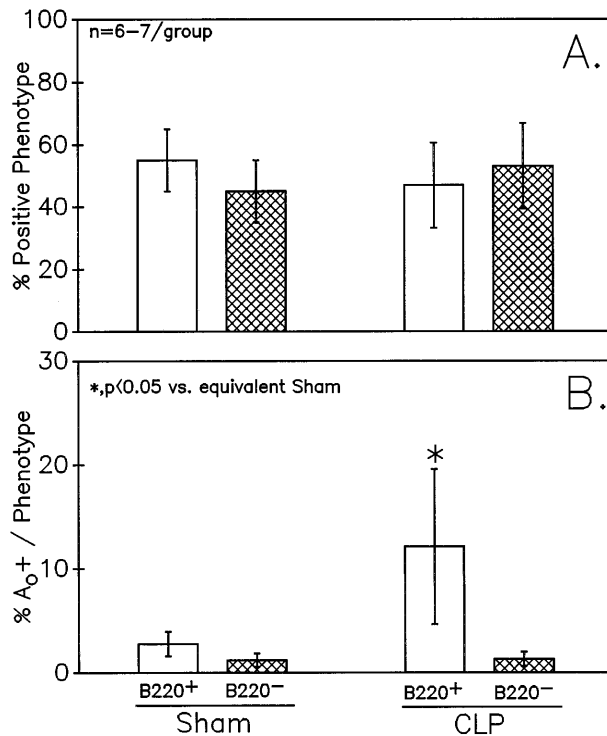 100
n=6-7/group
A.
80
60
40
20
0
% Positive Phenotype
30
*,p<0.05 vs. equivalent Sham
B.
20
*
10
0
% A₀+ / Phenotype
B220⁺ B220⁻ B220⁺ B220⁻
Sham CLP